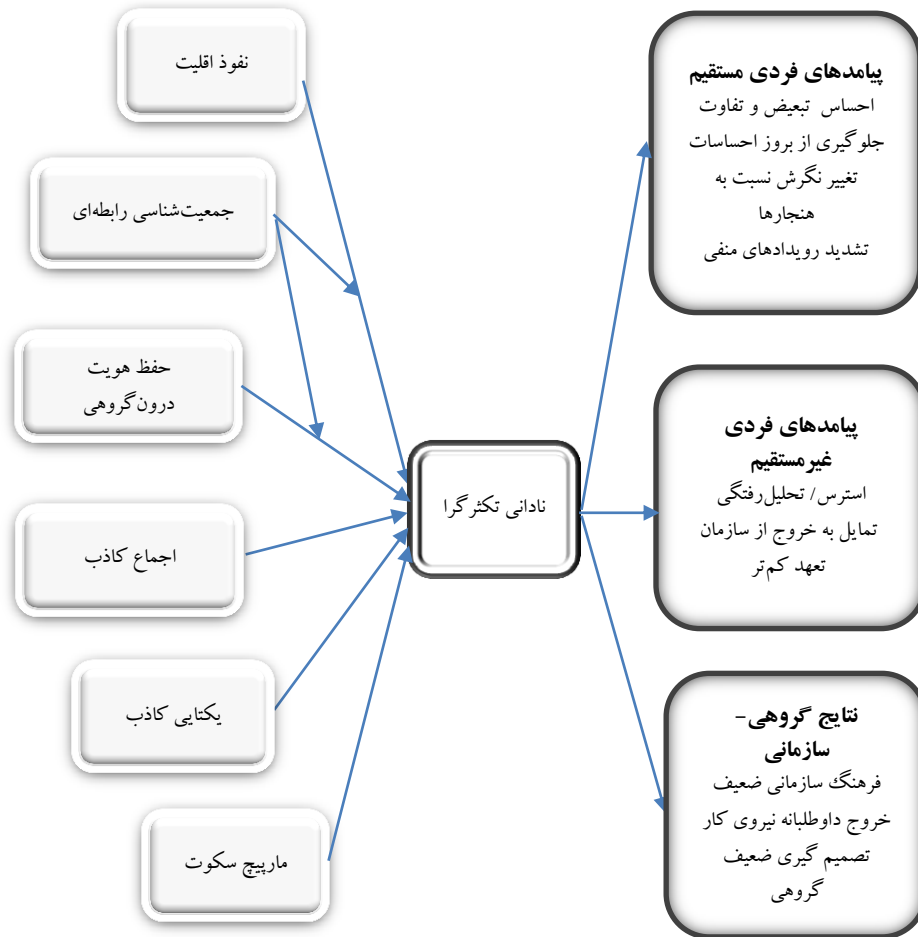 نفوذ اقلیت
جمعیت‌شناسی رابطه‌ای
حفظ هویت
درون‌گروهی
اجماع کاذب
یکتایی کاذب
مارپیچ سکوت
نادانی تکثرگرا
پیامدهای فردی مستقیم
احساس تبعیض و تفاوت
جلوگیری از بروز احساسات
تغییر نگرش نسبت به
هنجارها
تشدید رویدادهای منفی
پیامدهای فردی
غیرمستقیم
استرس/ تحلیل‌رفتگی
تمایل به خروج از سازمان
تعهد کم‌تر
نتایج گروهی-
سازمانی
فرهنگ سازمانی ضعیف
خروج داوطلبانه نیروی کار
تصمیم گیری ضعیف
گروهی